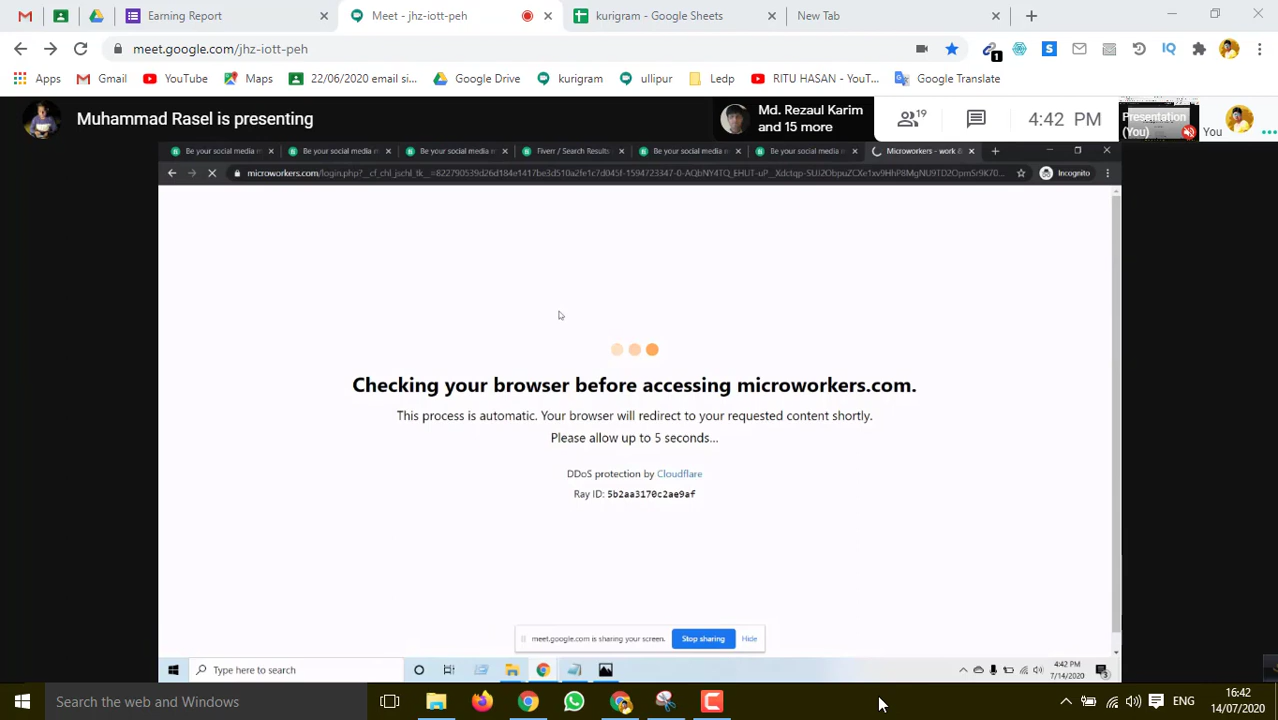 Earning Report
Meet - jhz-iott-peh
kurigram - Google Sheets
New Tab
meet.google.com/jhz-iott-peh
1
S
IQ
Apps
Gmail
YouTube
Maps
22/06/2020 email si...
Google Drive
kurigram
ullipur
Ledp
RITU HASAN - YouT...
Google Translate
Muhammad Rasel is presenting
Md. Rezaul Karim
and 15 more
19
4:42 PM
Presentation
(You)
You
Be your social media m
Be your social media m
Be your social media m
Fiverr / Search Results
Be your social media m
Be your social media m
Microworkers - work &
Incognito
Checking your browser before accessing microworkers.com.
This process is automatic. Your browser will redirect to your requested content shortly.
Please allow up to 5 seconds...
DDoS protection by Cloudflare
Ray ID: 5b2aa3170c2ae9af
meet.google.com is sharing your screen.
Stop sharing
Hide
Type here to search
4:42 PM
7/14/2020
Search the web and Windows
ENG
16:42
14/07/2020